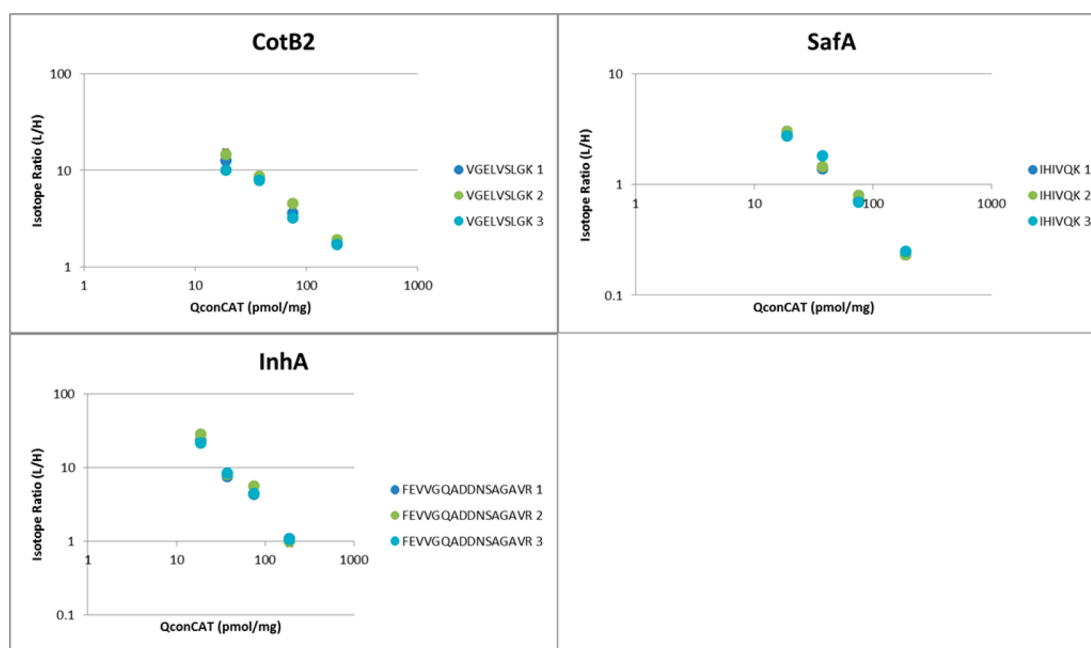 CotB2
Isotope Ratio (L/H)
100
10
1
1
10
100
1000
QconCAT (pmol/mg)
VGELVSLGK 1
VGELVSLGK 2
VGELVSLGK 3
SafA
Isotope Ratio (L/H)
10
1
0.1
1
10
100
1000
QconCAT (pmol/mg)
IHIVQK 1
IHIVQK 2
IHIVQK 3
InhA
Isotope Ratio (L/H)
100
10
1
0.1
1
10
100
1000
QconCAT (pmol/mg)
FEVVGQADDNSAGAVR 1
FEVVGQADDNSAGAVR 2
FEVVGQADDNSAGAVR 3